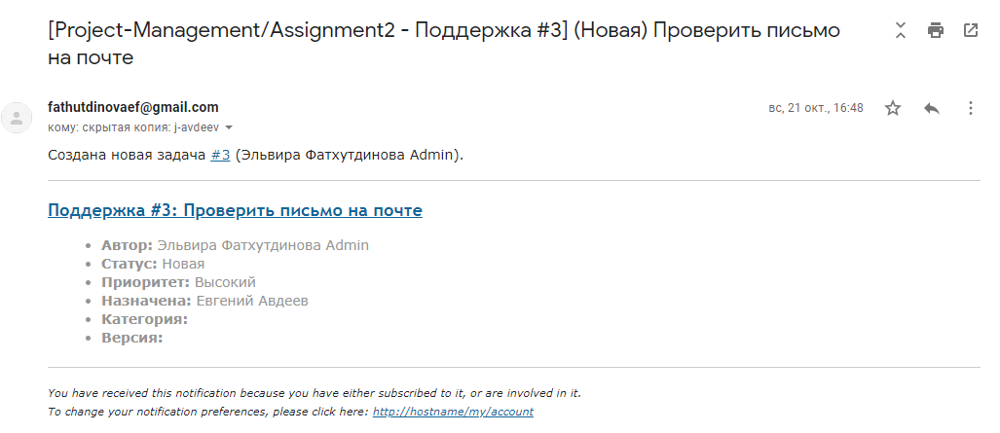 [Project-Management/Assignment2 - Поддержка #3] (Новая) Проверить письмо
на почте
fathutdinovaef@gmail.com
вс, 21 окт., 16:48
кому: скрытая копия: j-avdeev
Создана новая задача #3 (Эльвира Фатхутдинова Admin).
Поддержка #3: Проверить письмо на почте
• Автор: Эльвира Фатхутдинова Admin
• Статус: Новая
• Приоритет: Высокий
• Назначена: Евгений Авдеев
• Категория:
• Версия:
You have received this notification because you have either subscribed to it, or are involved in it.
To change your notification preferences, please click here: http://hostname/my/account